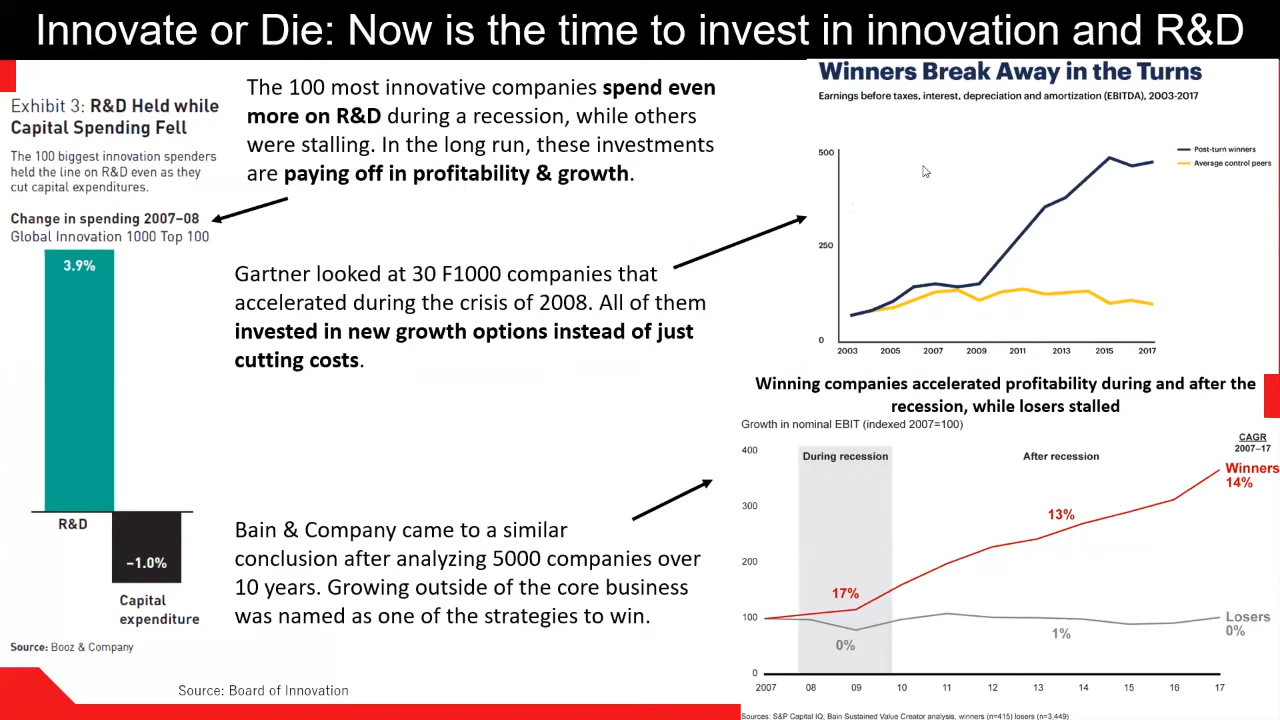 Innovate or Die: Now is the time to invest in innovation and R&D
Exhibit 3: R&D Held while
Capital Spending Fell
The 100 biggest innovation spenders
held the line on R&D even as they
cut capital expenditures.
Change in spending 2007–08
Global Innovation 1000 Top 100
3.9%
R&D
–1.0%
Capital
expenditure
Source: Booz & Company
The 100 most innovative companies spend even
more on R&D during a recession, while others
were stalling. In the long run, these investments
are paying off in profitability & growth.
Gartner looked at 30 F1000 companies that
accelerated during the crisis of 2008. All of them
invested in new growth options instead of just
cutting costs.
Bain & Company came to a similar
conclusion after analyzing 5000 companies over
10 years. Growing outside of the core business
was named as one of the strategies to win.
Source: Board of Innovation
Winners Break Away in the Turns
Earnings before taxes, interest, depreciation and amortization (EBITDA), 2003-2017
500
250
0
2003 2005 2007 2009 2011 2013 2015 2017
Post-turn winners
Average control peers
Winning companies accelerated profitability during and after the
recession, while losers stalled
Growth in nominal EBIT (indexed 2007=100)
CAGR
2007–17
400
300
200
100
0
During recession
After recession
Winners
14%
13%
17%
Losers
0%
0%
1%
2007 08 09 10 11 12 13 14 15 16 17
Sources: S&P Capital IQ; Bain Sustained Value Creator analysis, winners (n=415) losers (n=3,449)